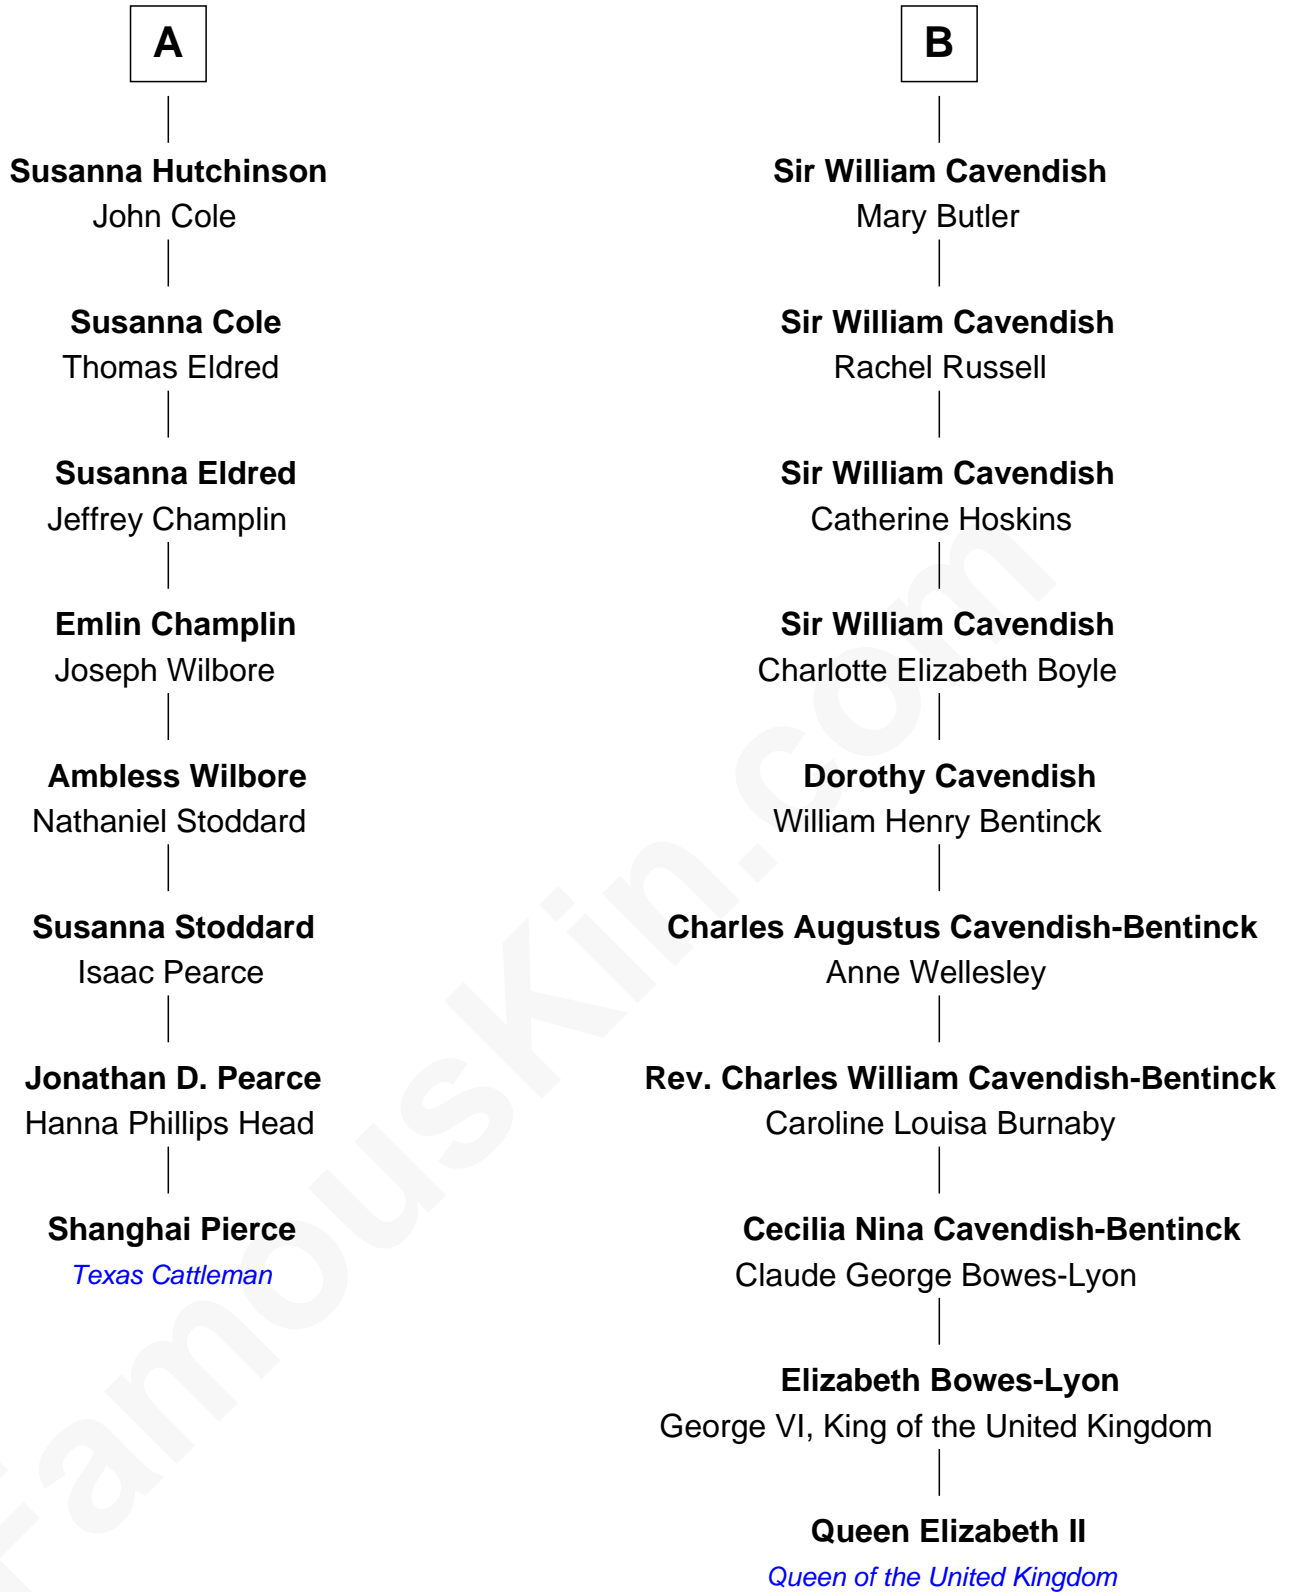 A
Susanna Hutchinson
John Cole
Susanna Cole
Thomas Eldred
Susanna Eldred
Jeffrey Champlin
Emlin Champlin
Joseph Wilbore
Ambless Wilbore
Nathaniel Stoddard
Susanna Stoddard
Isaac Pearce
Jonathan D. Pearce
Hanna Phillips Head
Shanghai Pierce
Texas Cattleman
B
Sir William Cavendish
Mary Butler
Sir William Cavendish
Rachel Russell
Sir William Cavendish
Catherine Hoskins
Sir William Cavendish
Charlotte Elizabeth Boyle
Dorothy Cavendish
William Henry Bentinck
Charles Augustus Cavendish-Bentinck
Anne Wellesley
Rev. Charles William Cavendish-Bentinck
Caroline Louisa Burnaby
Cecilia Nina Cavendish-Bentinck
Claude George Bowes-Lyon
Elizabeth Bowes-Lyon
George VI, King of the United Kingdom
Queen Elizabeth II
Queen of the United Kingdom
FamousKin.com